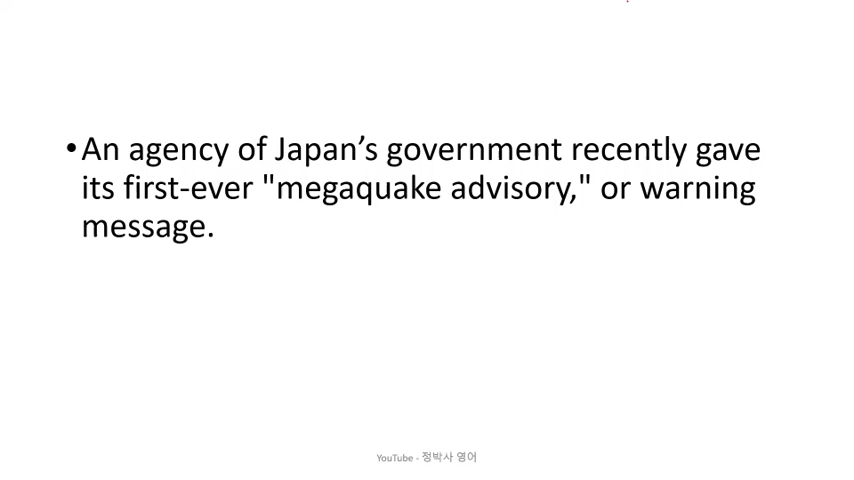 •An agency of Japan’s government recently gave
its first-ever "megaquake advisory," or warning
message.
YouTube - 정박사 영어